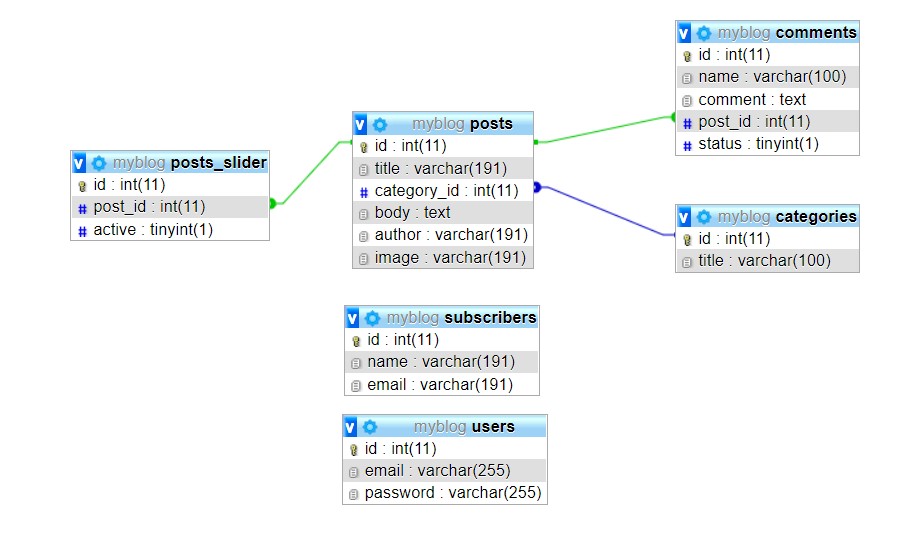 v myblog posts_slider
id : int(11)
# post_id : int(11)
# active : tinyint(1)
v myblog posts
id : int(11)
title : varchar(191)
# category_id : int(11)
body : text
author : varchar(191)
image : varchar(191)
v myblog comments
id : int(11)
name : varchar(100)
comment : text
# post_id : int(11)
# status : tinyint(1)
v myblog categories
id : int(11)
title : varchar(100)
v myblog subscribers
id : int(11)
name : varchar(191)
email : varchar(191)
v myblog users
id : int(11)
email : varchar(255)
password : varchar(255)